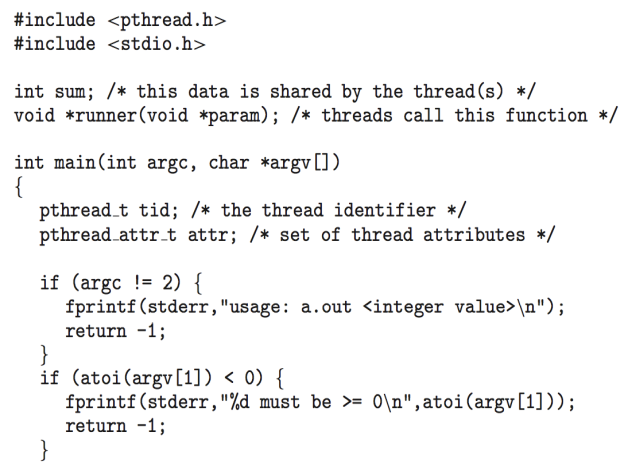 #include <pthread.h>
#include <stdio.h>
int sum; /* this data is shared by the thread(s) */
void *runner(void *param); /* threads call this function */
int main(int argc, char *argv[])
{
pthread_t tid; /* the thread identifier */
pthread_attr_t attr; /* set of thread attributes */
if (argc != 2) {
fprintf(stderr,"usage: a.out <integer value>\n");
return -1;
}
if (atoi(argv[1]) < 0) {
fprintf(stderr,"%d must be >= 0\n",atoi(argv[1]));
return -1;
}